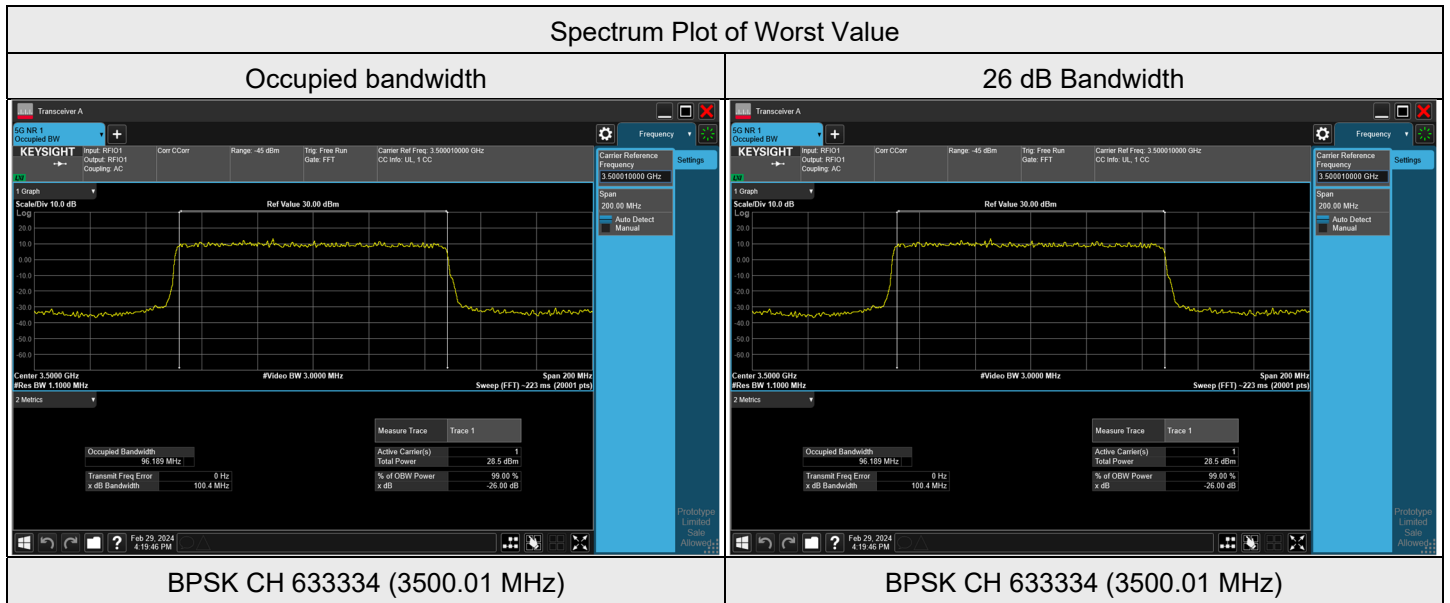 Spectrum Plot of Worst Value
Occupied bandwidth
26 dB Bandwidth
Transceiver A
5G NR 1
Occupied BW
+
Frequency
KEYSIGHT
Input: RFIO1
Output: RFIO1
Coupling: AC
Corr CCorr
Range: -45 dBm
Trig: Free Run
Gate: FFT
Carrier Ref Freq: 3.500010000 GHz
CC Info: UL, 1 CC
Carrier Reference
Frequency
3.500010000 GHz
Settings
Span
200.00 MHz
Auto Detect
Manual
1 Graph
Scale/Div 10.0 dB
Ref Value 30.00 dBm
Log
20.0
10.0
0.00
-10.0
-20.0
-30.0
-40.0
-50.0
-60.0
Center 3.5000 GHz
#Video BW 3.0000 MHz
Span 200 MHz
#Res BW 1.1000 MHz
Sweep (FFT) ~223 ms (20001 pts)
2 Metrics
Measure Trace Trace 1
Occupied Bandwidth
96.189 MHz
Active Carrier(s) 1
Total Power 28.5 dBm
Transmit Freq Error 0 Hz
x dB Bandwidth 100.4 MHz
% of OBW Power 99.00 %
x dB -26.00 dB
Prototype
Limited
Sale
Allowed
?
Feb 29, 2024
4:19:46 PM
Transceiver A
5G NR 1
Occupied BW
+
Frequency
KEYSIGHT
Input: RFIO1
Output: RFIO1
Coupling: AC
Corr CCorr
Range: -45 dBm
Trig: Free Run
Gate: FFT
Carrier Ref Freq: 3.500010000 GHz
CC Info: UL, 1 CC
Carrier Reference
Frequency
3.500010000 GHz
Settings
Span
200.00 MHz
Auto Detect
Manual
1 Graph
Scale/Div 10.0 dB
Ref Value 30.00 dBm
Log
20.0
10.0
0.00
-10.0
-20.0
-30.0
-40.0
-50.0
-60.0
Center 3.5000 GHz
#Video BW 3.0000 MHz
Span 200 MHz
#Res BW 1.1000 MHz
Sweep (FFT) ~223 ms (20001 pts)
2 Metrics
Measure Trace Trace 1
Occupied Bandwidth
96.189 MHz
Active Carrier(s) 1
Total Power 28.5 dBm
Transmit Freq Error 0 Hz
x dB Bandwidth 100.4 MHz
% of OBW Power 99.00 %
x dB -26.00 dB
Prototype
Limited
Sale
Allowed
?
Feb 29, 2024
4:19:46 PM
BPSK CH 633334 (3500.01 MHz)
BPSK CH 633334 (3500.01 MHz)